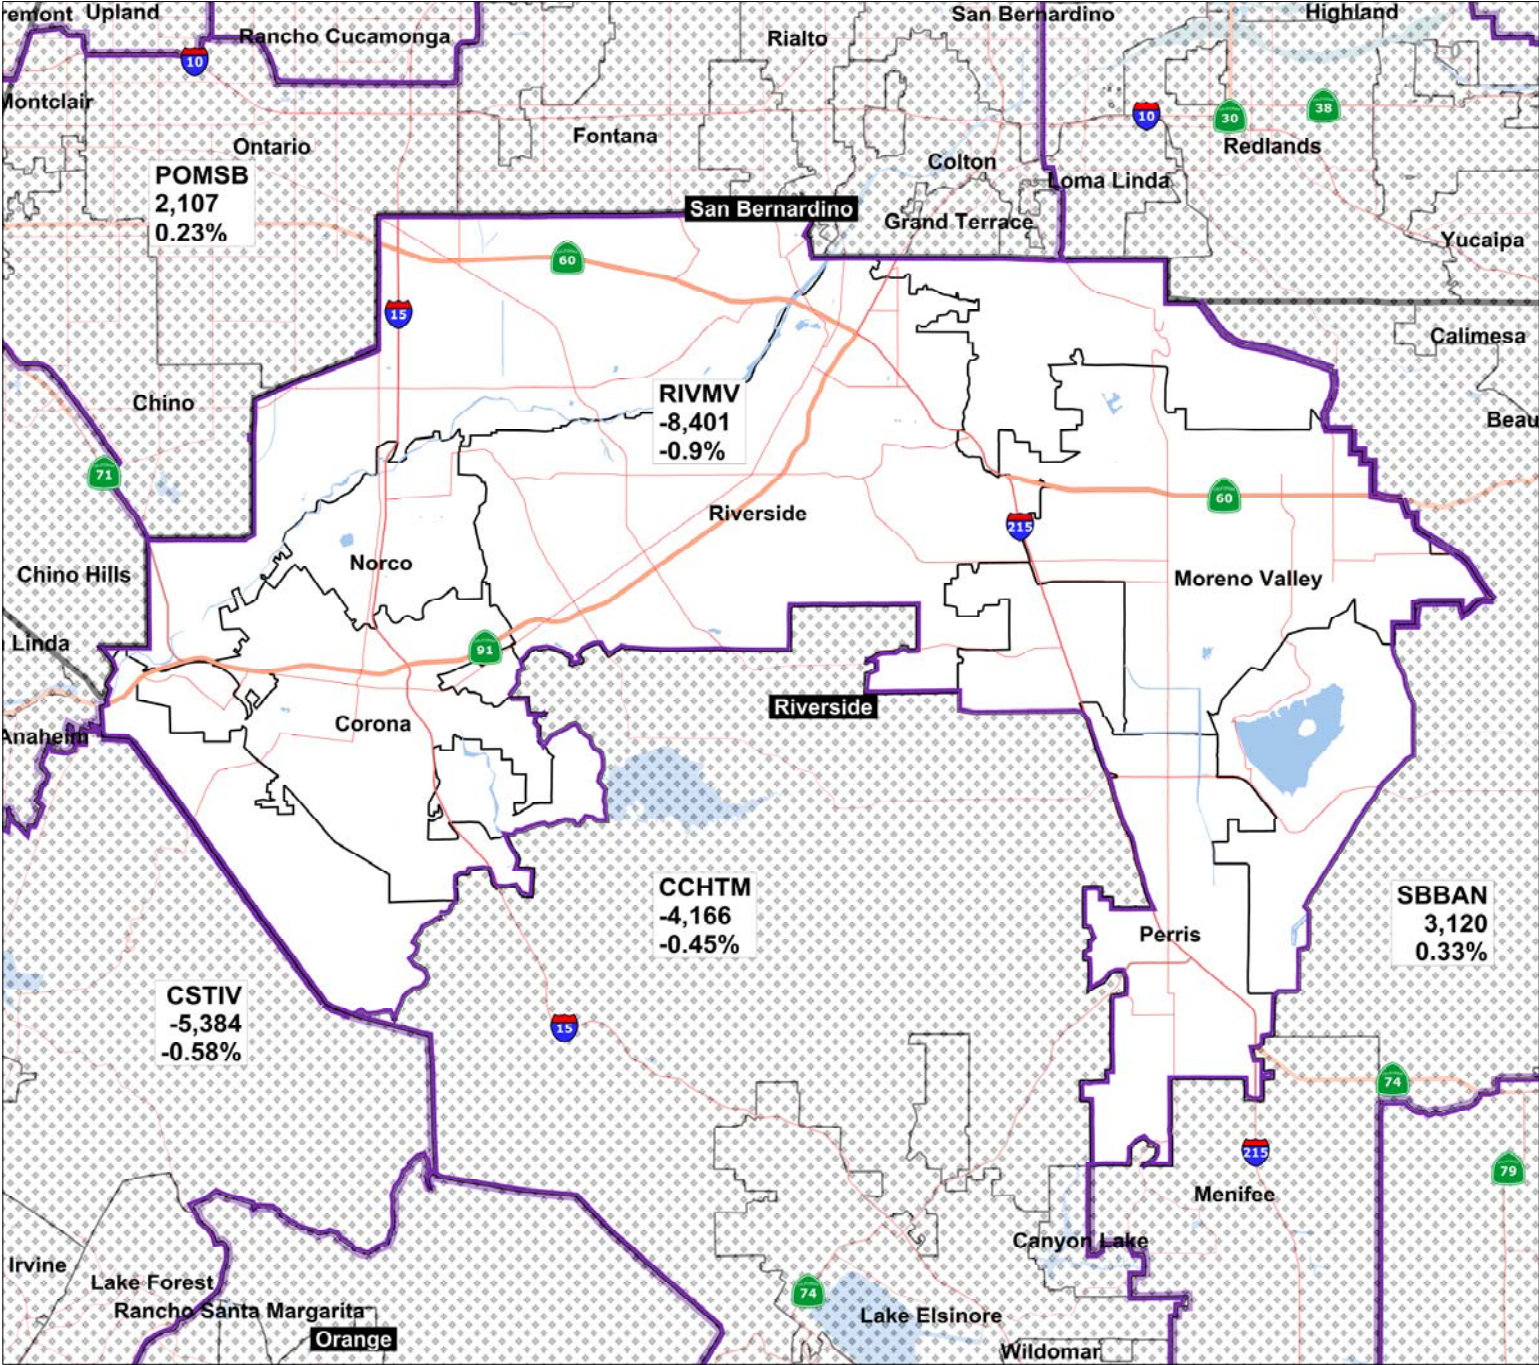 remont
Upland
Rancho Cucamonga
San Bernardino
Highland
Rialto
10
Montclair
10
30
38
Fontana
Ontario
Redlands
Colton
POMSB
2,107
0.23%
Loma Linda
San Bernardino
Grand Terrace
Yucaipa
60
15
Calimesa
Chino
RIVMV
-8,401
-0.9%
Beau
71
60
Riverside
215
Norco
Chino Hills
Moreno Valley
Linda
91
Riverside
Corona
Anaheim
CCHTM
-4,166
-0.45%
SBBAN
3,120
0.33%
Perris
CSTIV
-5,384
-0.58%
15
74
215
79
Menifee
Canyon Lake
Irvine
Lake Forest
74
Rancho Santa Margarita
Lake Elsinore
Orange
Wildomar